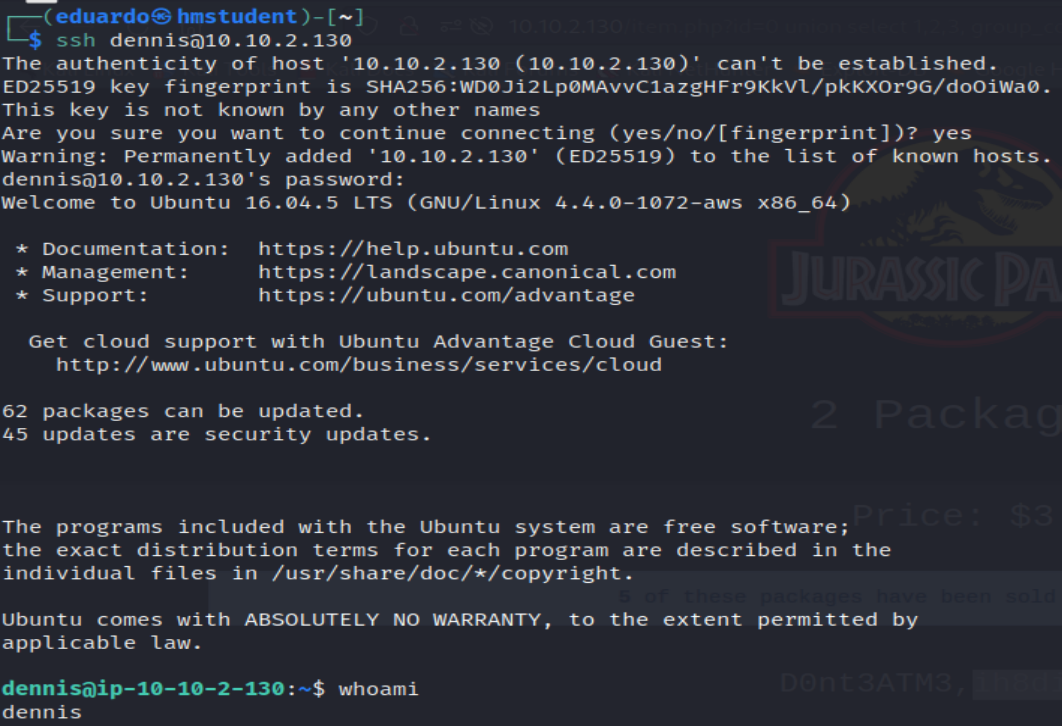 (eduardo㉿hmstudent)-[~]
$ ssh dennis@10.10.2.130
The authenticity of host '10.10.2.130 (10.10.2.130)' can't be established.
ED25519 key fingerprint is SHA256:WD0Ji2Lp0MAvvC1azgHFr9KkVl/pkKXOr9G/doOiWa0.
This key is not known by any other names
Are you sure you want to continue connecting (yes/no/[fingerprint])? yes
Warning: Permanently added '10.10.2.130' (ED25519) to the list of known hosts.
dennis@10.10.2.130's password:
Welcome to Ubuntu 16.04.5 LTS (GNU/Linux 4.4.0-1072-aws x86_64)
* Documentation:  https://help.ubuntu.com
* Management:     https://landscape.canonical.com
* Support:        https://ubuntu.com/advantage
JURASSIC PA
Get cloud support with Ubuntu Advantage Cloud Guest:
http://www.ubuntu.com/business/services/cloud
62 packages can be updated.
2 Packag
45 updates are security updates.
The programs included with the Ubuntu system are free software;
Price: $3
the exact distribution terms for each program are described in the
individual files in /usr/share/doc/*/copyright.
5 of these packages have been sold
Ubuntu comes with ABSOLUTELY NO WARRANTY, to the extent permitted by
applicable law.
dennis@ip-10-10-2-130:~$ whoami
D0nt3ATM3,
dennis